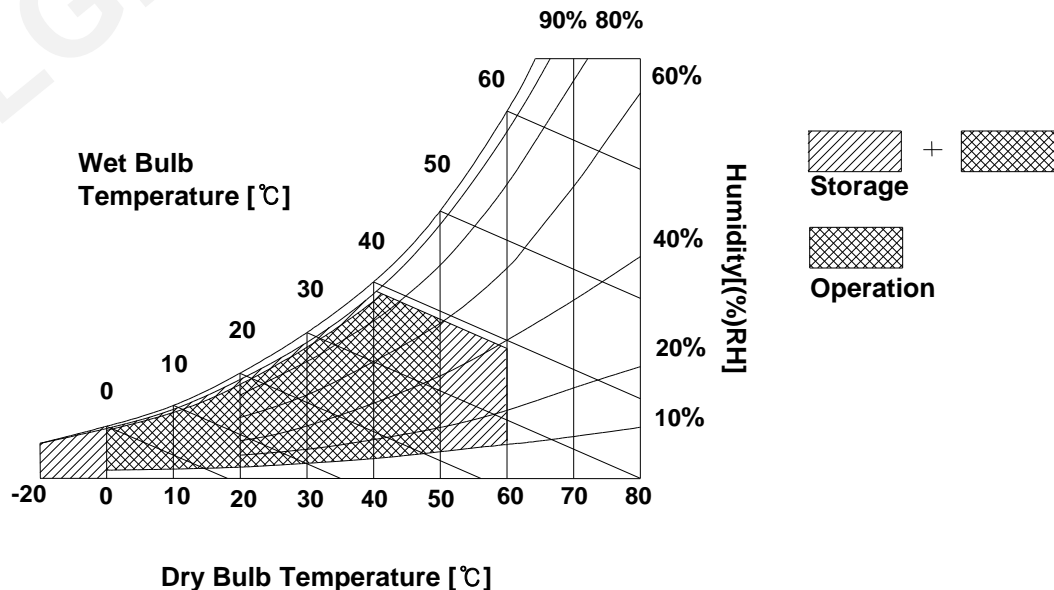 LG
90% 80%
60
60%
Wet Bulb
Temperature [℃]
50
Storage
+
40
40%
Humidity[(%)RH]
30
Operation
20
20%
10
0
10%
-20 0 10 20 30 40 50 60 70 80
Dry Bulb Temperature [℃]